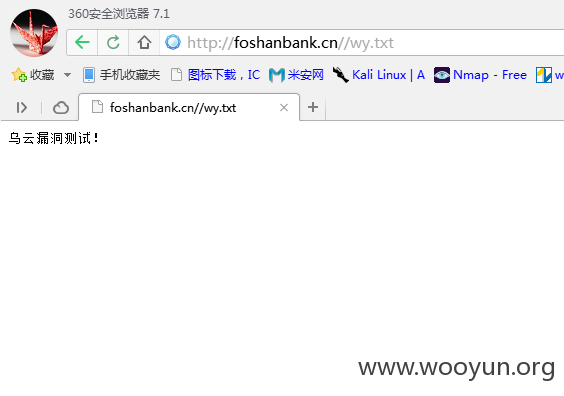 360安全浏览器 7.1
http://foshanbank.cn//wy.txt
收藏 手机收藏夹 图标下载，IC 米安网 Kali Linux | A Nmap - Free w
foshanbank.cn//wy.txt
乌云漏洞测试！
www.wooyun.org